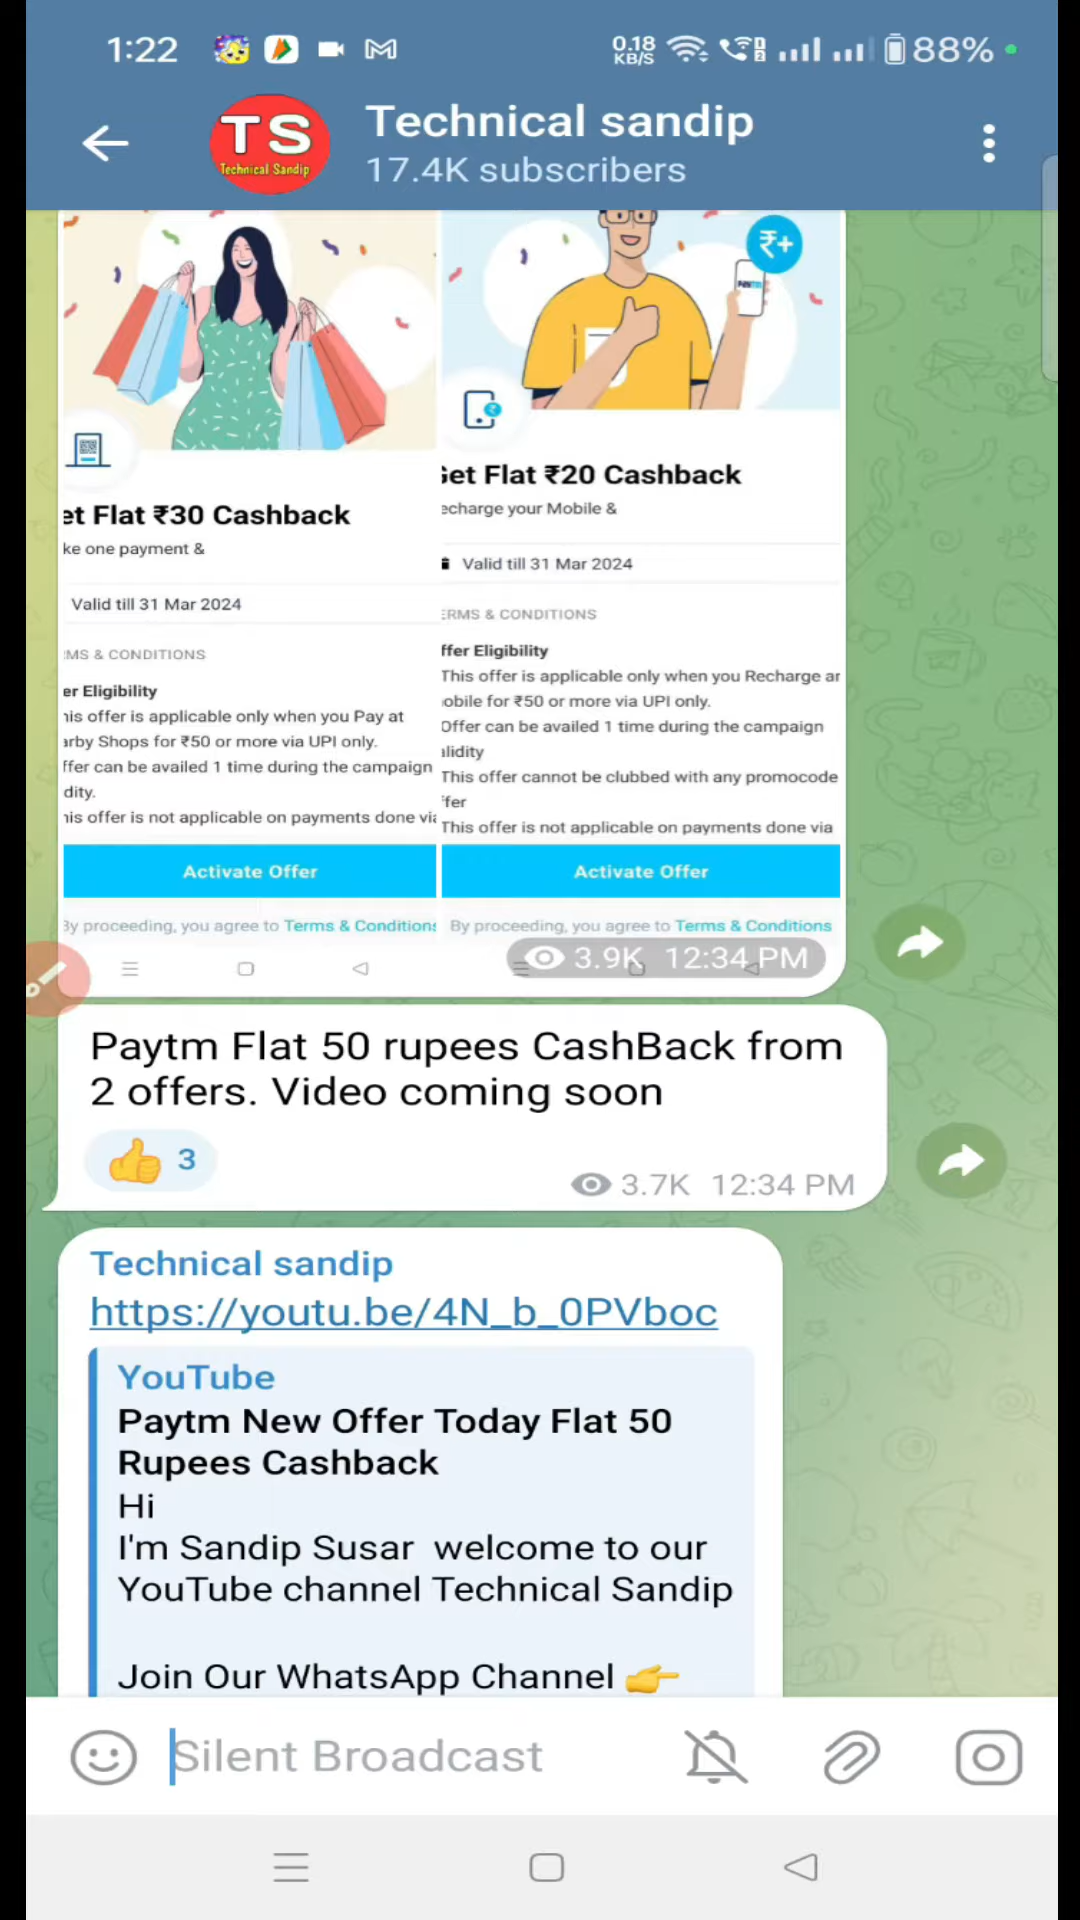 1:22
0.18
KB/S
88%
TS
Technical Sandip
Technical sandip
17.4K subscribers
₹+
et Flat ₹30 Cashback
ke one payment &
Valid till 31 Mar 2024
MS & CONDITIONS
er Eligibility
his offer is applicable only when you Pay at
arby Shops for ₹50 or more via UPI only.
ffer can be availed 1 time during the campaign
dity.
his offer is not applicable on payments done via
Activate Offer
By proceeding, you agree to Terms & Conditions
Get Flat ₹20 Cashback
echarge your Mobile &
Valid till 31 Mar 2024
ERMS & CONDITIONS
ffer Eligibility
This offer is applicable only when you Recharge an
obile for ₹50 or more via UPI only.
Offer can be availed 1 time during the campaign
alidity
This offer cannot be clubbed with any promocode
fer
This offer is not applicable on payments done via
Activate Offer
By proceeding, you agree to Terms & Conditions
3.9K 12:34 PM
Paytm Flat 50 rupees CashBack from
2 offers. Video coming soon
👍 3
3.7K 12:34 PM
Technical sandip
https://youtu.be/4N_b_0PVboc
YouTube
Paytm New Offer Today Flat 50
Rupees Cashback
Hi
I'm Sandip Susar welcome to our
YouTube channel Technical Sandip
Join Our WhatsApp Channel 👉
Silent Broadcast